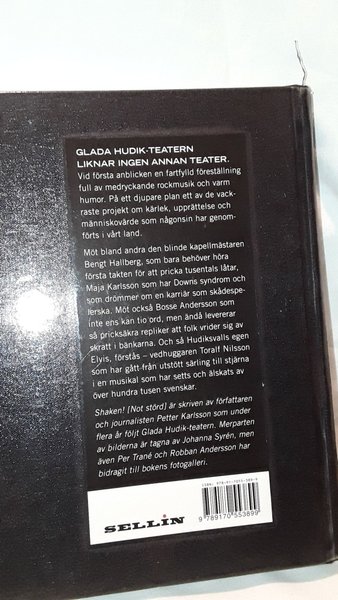 GLADA HUDIK-TEATERN
LIKNAR INGEN ANNAN TEATER.
Vid första anblicken en fartfylld föreställning
full av medryckande rockmusik och varm
humor. På ett djupare plan ett av de vack-
raste projekt om kärlek, upprättelse och
människovärde som någonsin har genom-
förts i vårt land.
Möt bland andra den blinde kapellmästaren
Bengt Hallberg, som bara behöver höra
första takten för att pricka tusentals låtar,
Maja Karlsson som har Downs syndrom och
som drömmer om en karriär som skådespe-
lerska. Möt också Bosse Andersson som
inte ens kan tio ord, men ändå levererar
så pricksäkra repliker att folk vrider sig av
skratt i bänkarna. Och så Hudiksvalls egen
Elvis, förstås – vedhuggaren Toralf Nilsson
som har gått från utstött särling till stjärna
i en musikal som har setts och älskats av
över hundra tusen svenskar.
Shaken! [Not störd] är skriven av författaren
och journalisten Petter Karlsson som under
flera år följt Glada Hudik-teatern. Merparten
av bilderna är tagna av Johanna Syrén, men
även Per Trané och Robban Andersson har
bidragit till bokens fotogalleri.
SELLIN
ISBN: 978-91-7055-389-9
9 789170 553899